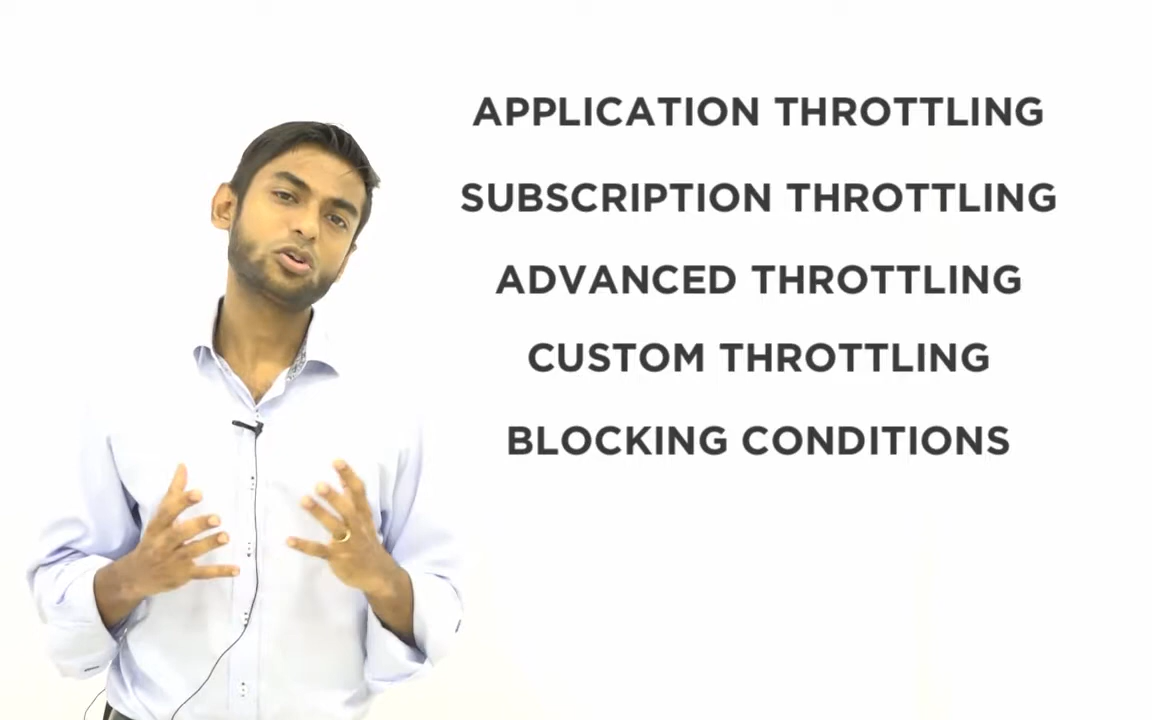 APPLICATION THROTTLING
SUBSCRIPTION THROTTLING
ADVANCED THROTTLING
CUSTOM THROTTLING
BLOCKING CONDITIONS